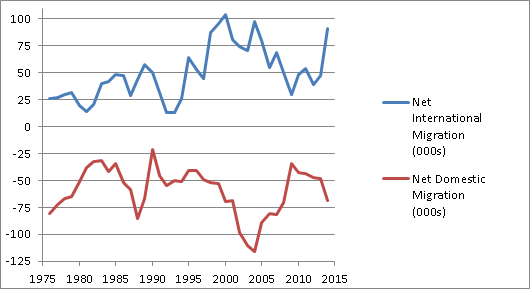 100
75
50
25
0
-25
-50
-75
-100
-125
1975 1980 1985 1990 1995 2000 2005 2010 2015
Net
International
Migration
(000s)
Net Domestic
Migration
(000s)